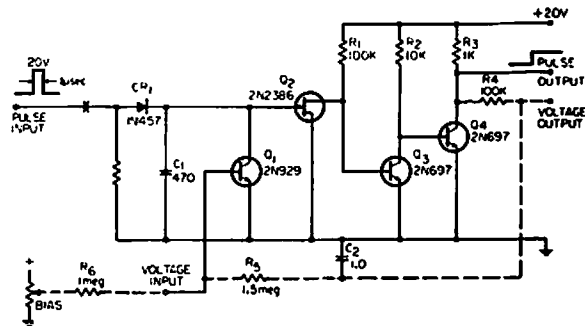 +20V
20V
μsec
PULSE
INPUT
CR1
1N457
Q2
2N2386
R1
100K
R2
10K
R3
1K
PULSE
OUTPUT
R4
100K
VOLTAGE
OUTPUT
Q4
2N697
Q3
2N697
C1
470
Q1
2N929
C2
1.0
R6
1meg
VOLTAGE
INPUT
R5
1.5meg
+
BIAS